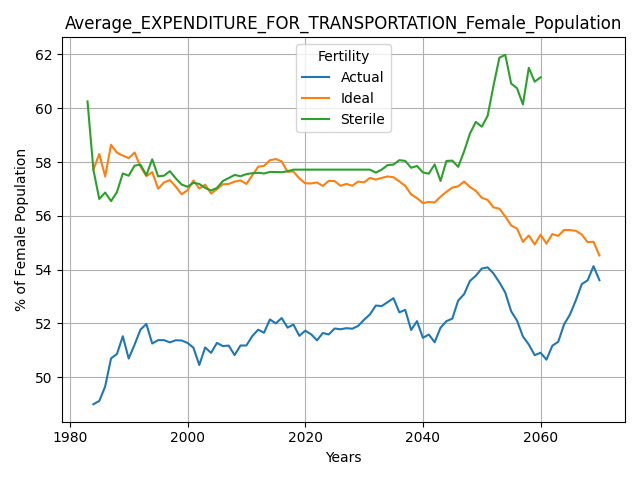 Average_EXPENDITURE_FOR_TRANSPORTATION_Female_Population
Fertility
Actual
Ideal
Sterile
% of Female Population
62
60
58
56
54
52
50
1980
2000
2020
2040
2060
Years